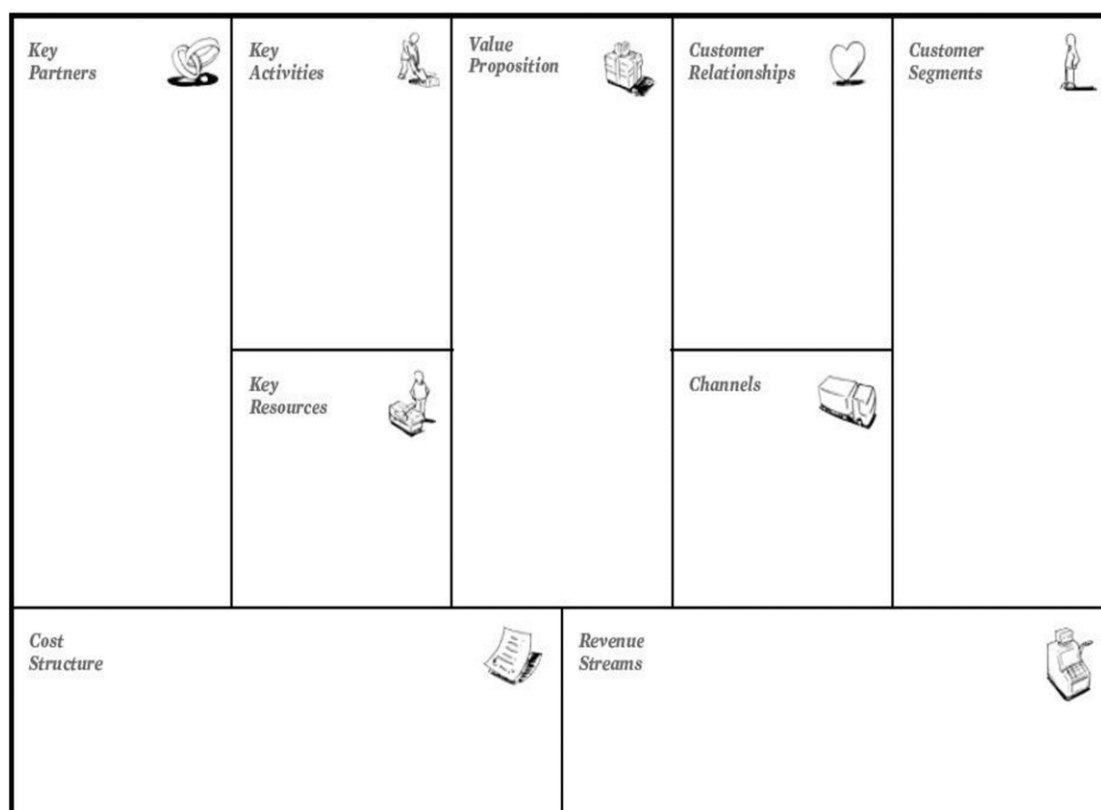 Key
Partners
Key
Activities
Value
Proposition
Customer
Relationships
Customer
Segments
Key
Resources
Channels
Cost
Structure
Revenue
Streams